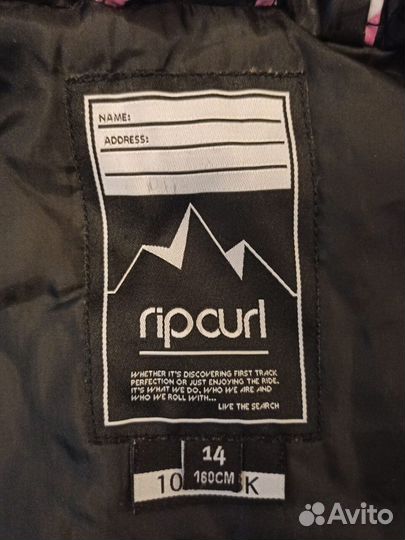 NAME:
ADDRESS:
ripcurl
WHETHER IT'S DISCOVERING FIRST TRACK
PERFECTION OR JUST ENJOYING THE RIDE.
IT'S WHAT WE DO, WHO WE ARE AND
WHO WE ROLL WITH...
LIVE THE SEARCH
14
160CM
10 K
Avito